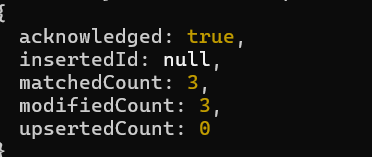 {
  acknowledged: true,
  insertedId: null,
  matchedCount: 3,
  modifiedCount: 3,
  upsertedCount: 0
}